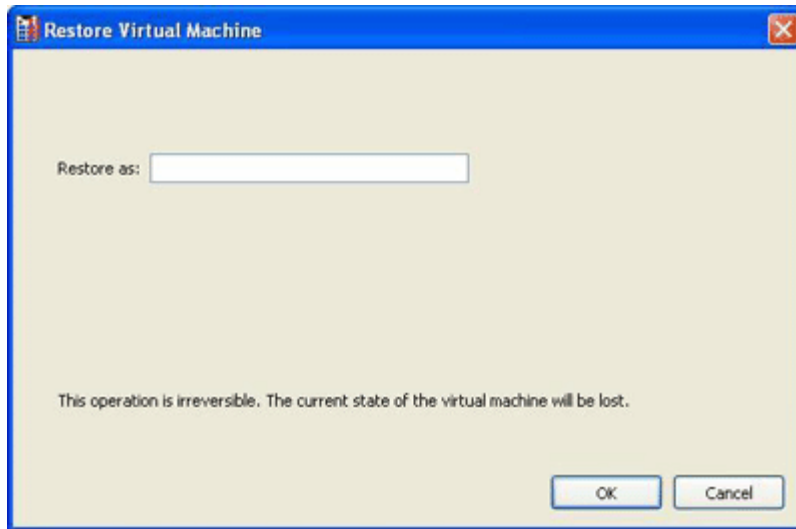 Restore Virtual Machine
Restore as:
This operation is irreversible. The current state of the virtual machine will be lost.
OK Cancel